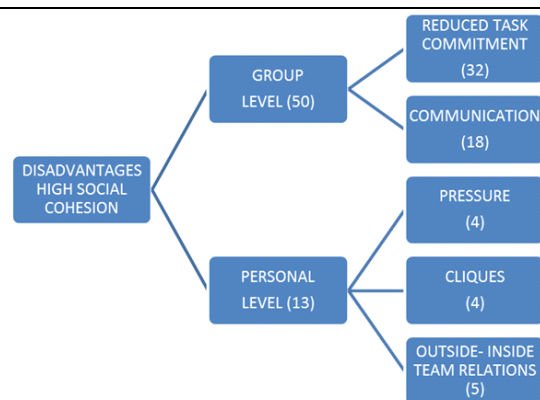 DISADVANTAGES
HIGH SOCIAL
COHESION
GROUP
LEVEL (50)
REDUCED TASK
COMMITMENT
(32)
COMMUNICATION
(18)
PERSONAL
LEVEL (13)
PRESSURE
(4)
CLIQUES
(4)
OUTSIDE- INSIDE
TEAM RELATIONS
(5)